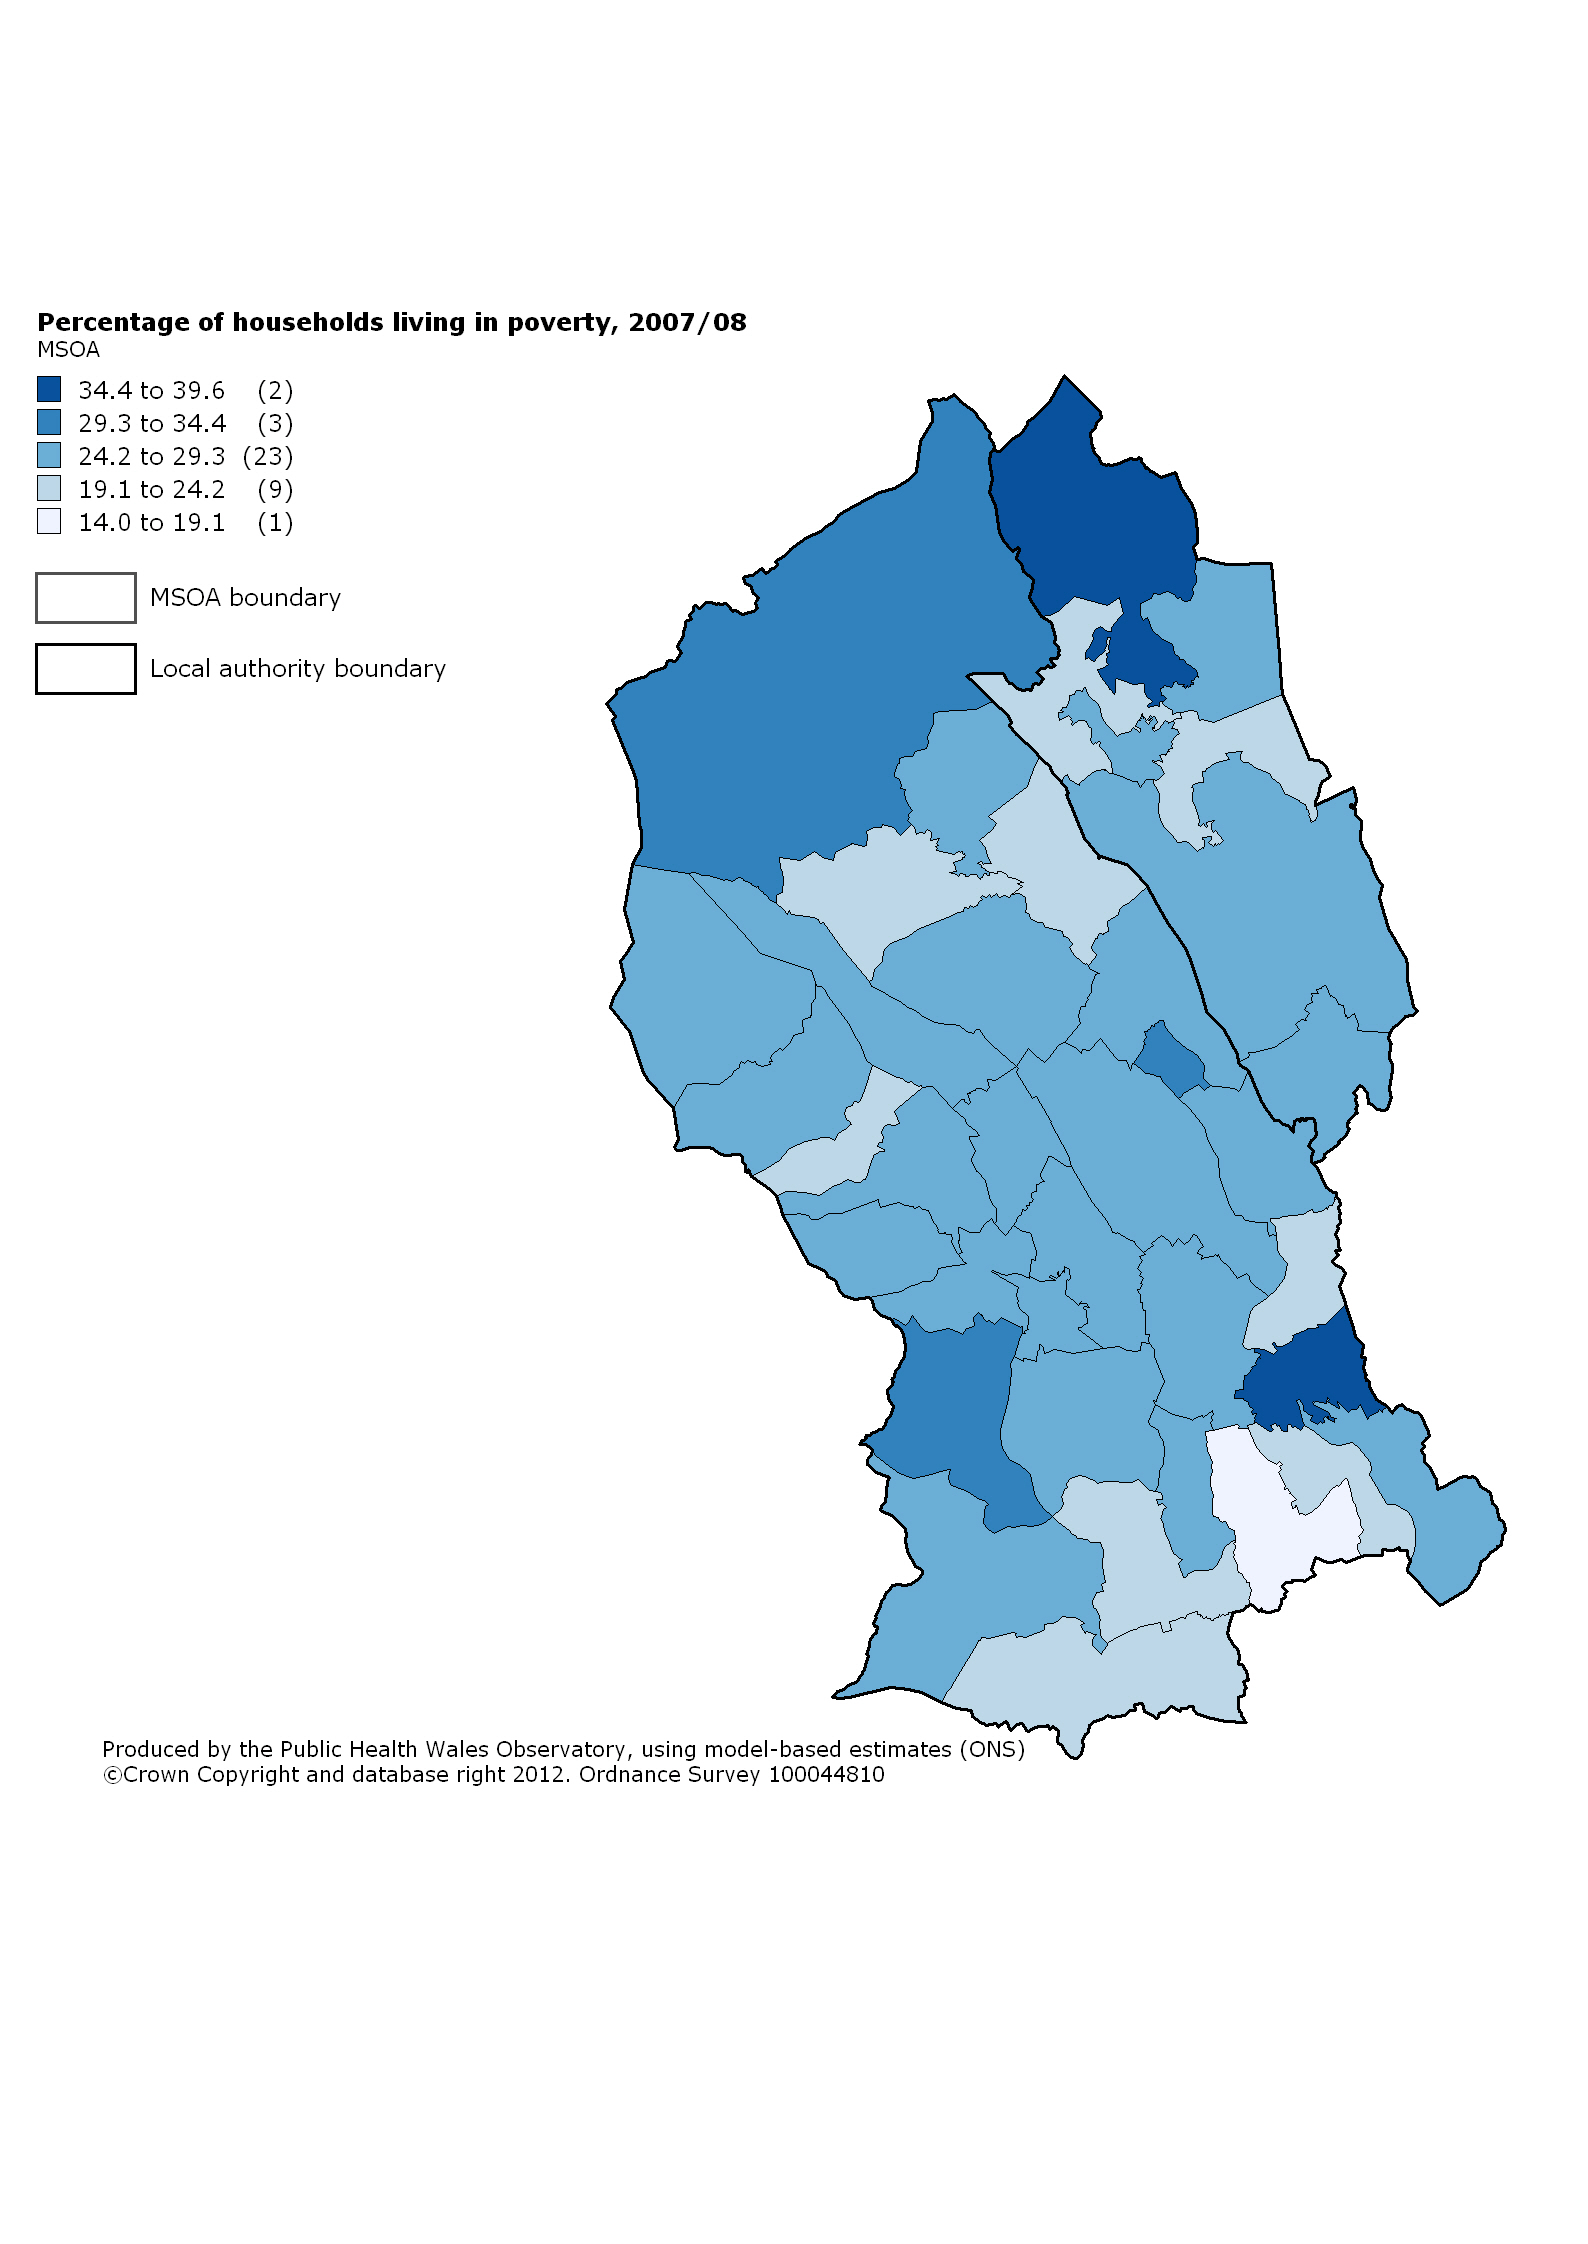 Percentage of households living in poverty, 2007/08
MSOA
34.4 to 39.6 (2)
29.3 to 34.4 (3)
24.2 to 29.3 (23)
19.1 to 24.2 (9)
14.0 to 19.1 (1)
MSOA boundary
Local authority boundary
Produced by the Public Health Wales Observatory, using model-based estimates (ONS)
©Crown Copyright and database right 2012. Ordnance Survey 100044810